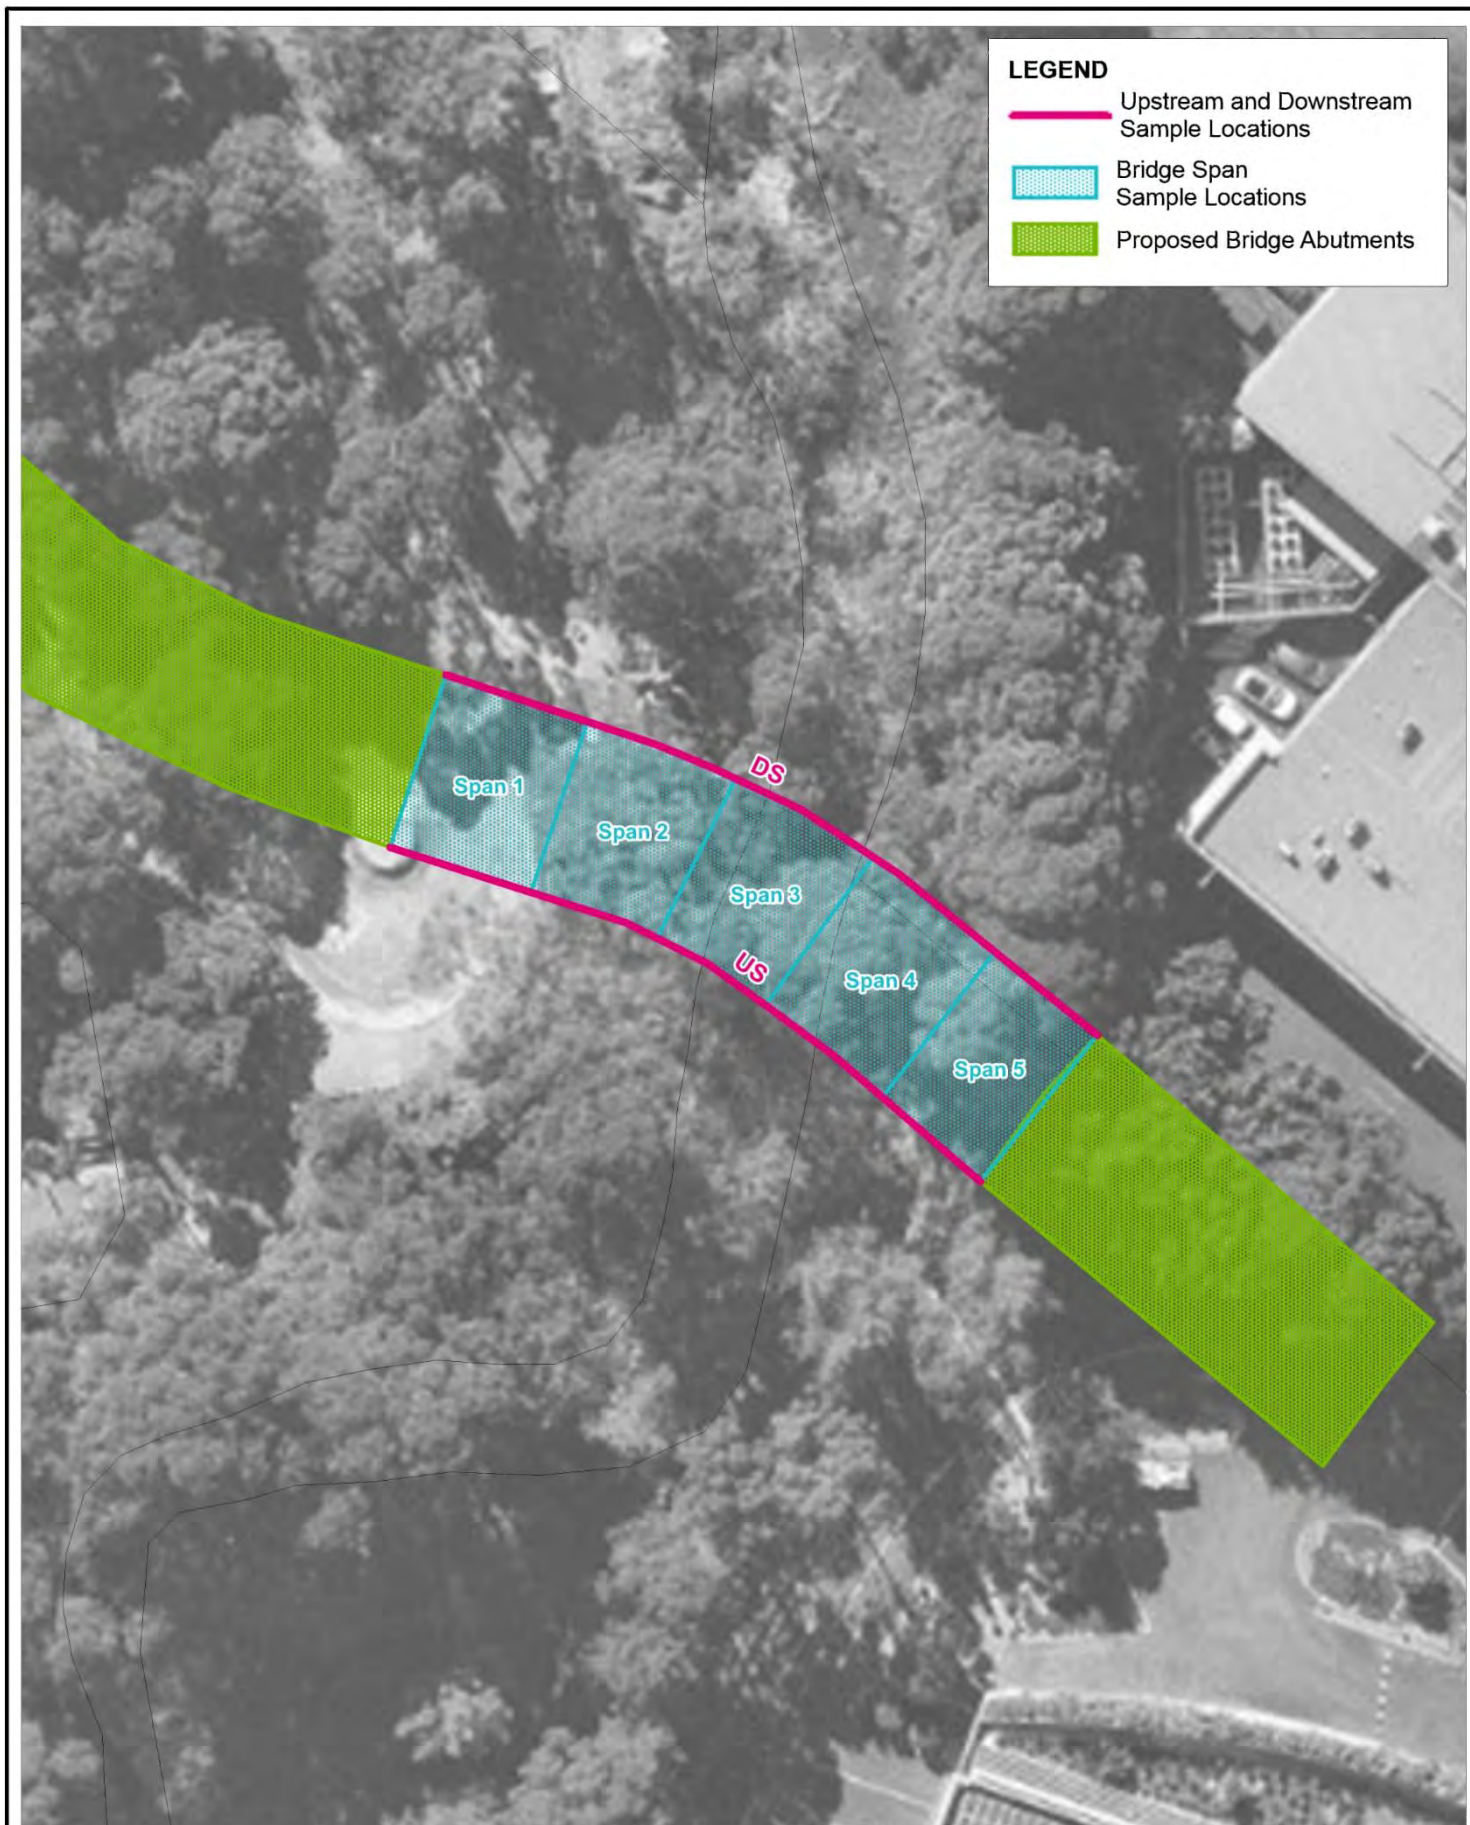 LEGEND
Upstream and Downstream
Sample Locations
Bridge Span
Sample Locations
Proposed Bridge Abutments
DS
Span 1
Span 2
Span 3
US
Span 4
Span 5